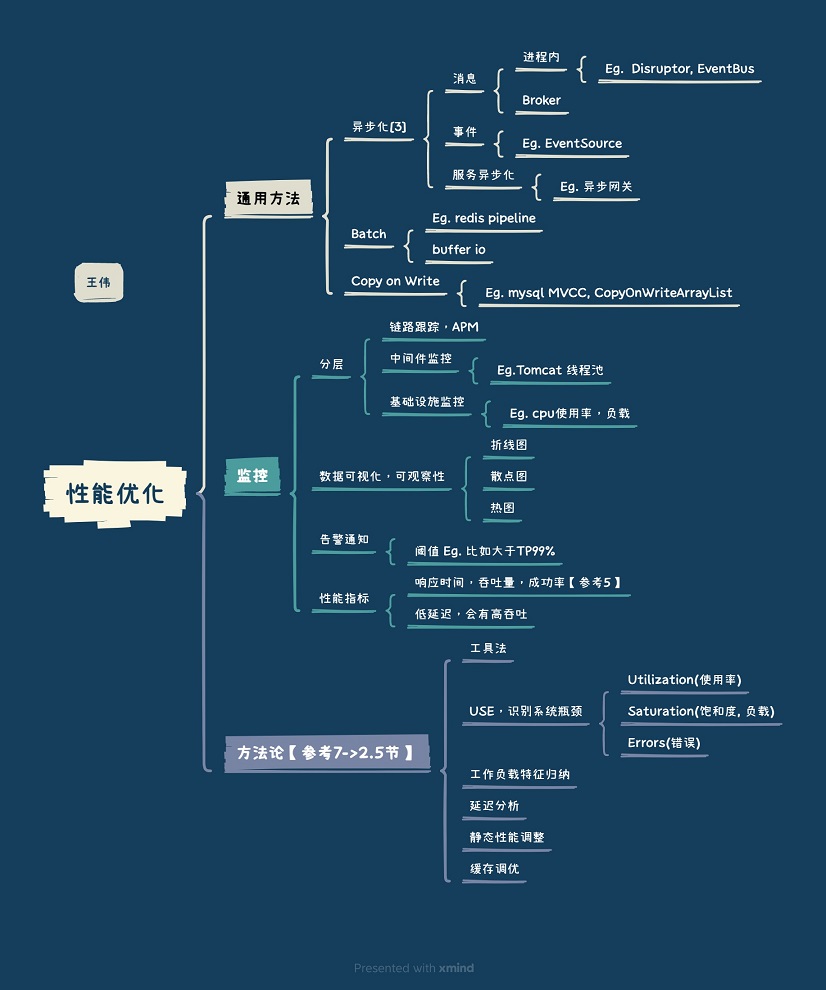 进程内
Eg. Disruptor, EventBus
消息
Broker
异步化[3]
事件
Eg. EventSource
服务异步化
Eg. 异步网关
通用方法
Eg. redis pipeline
Batch
buffer io
王伟
Copy on Write
Eg. mysql MVCC, CopyOnWriteArrayList
链路跟踪，APM
分层
中间件监控
Eg.Tomcat 线程池
基础设施监控
Eg. cpu使用率，负载
折线图
监控
数据可视化，可观察性
散点图
性能优化
热图
告警通知
阈值 Eg. 比如大于TP99%
响应时间，吞吐量，成功率【参考5】
性能指标
低延迟，会有高吞吐
工具法
Utilization(使用率)
USE，识别系统瓶颈
Saturation(饱和度, 负载)
Errors(错误)
方法论【参考7->2.5节】
工作负载特征归纳
延迟分析
静态性能调整
缓存调优
Presented with xmind